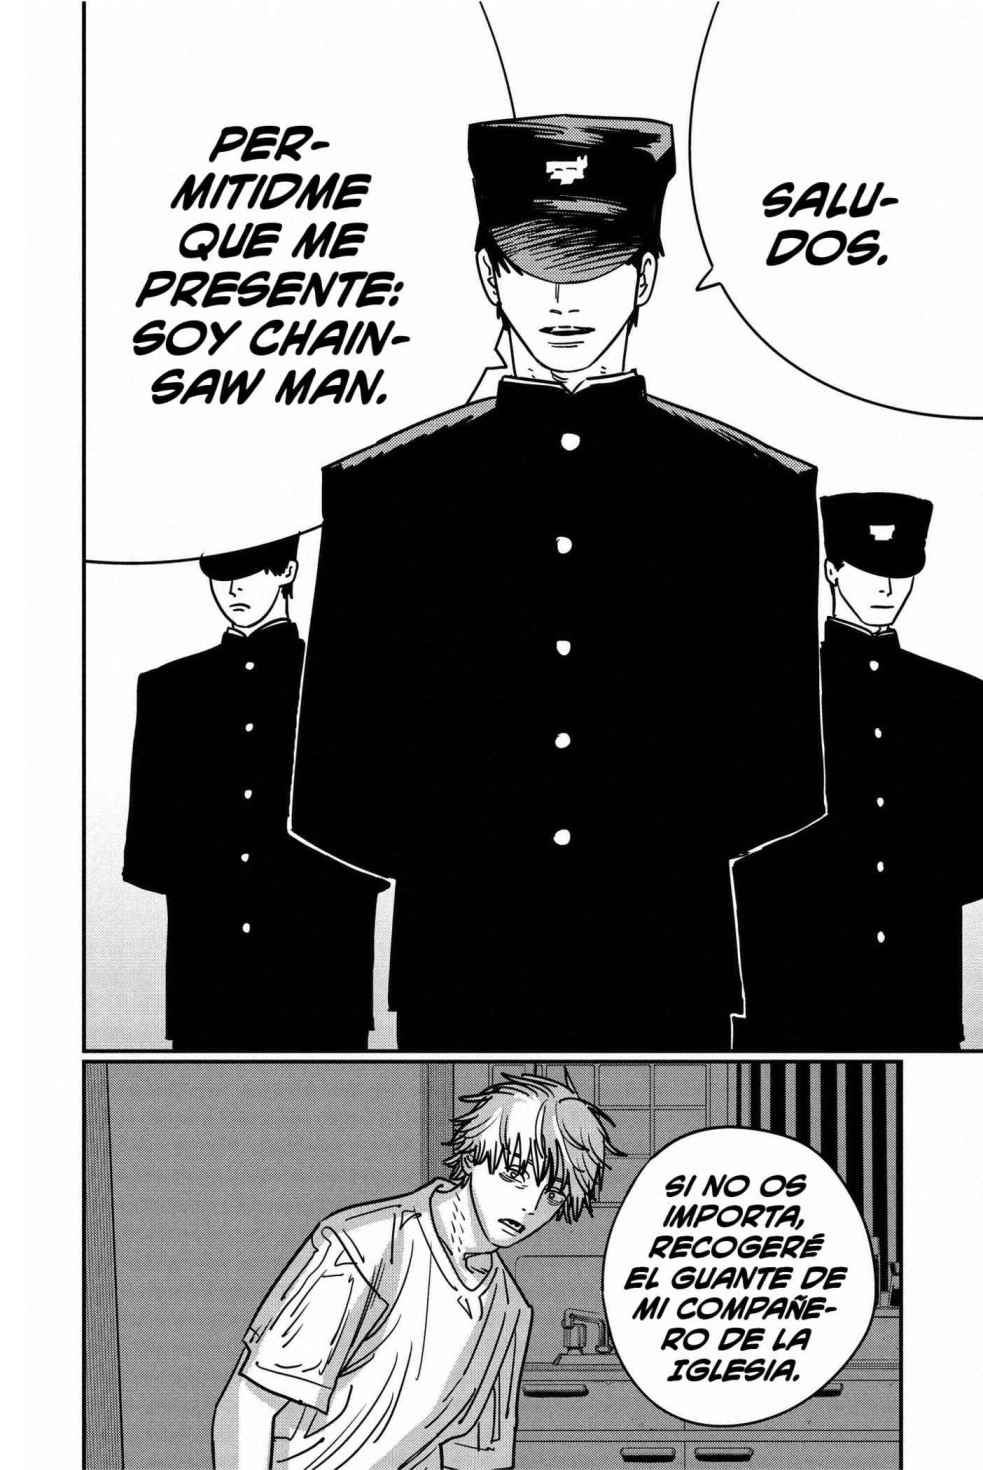 SALU-
DOS.
PER-
MITIDME
QUE ME
PRESENTE:
SOY CHAIN-
SAW MAN.
SI NO OS
IMPORTA,
RECOGERÉ
EL GUANTE DE
MI COMPAÑE-
RO DE LA
IGLESIA.